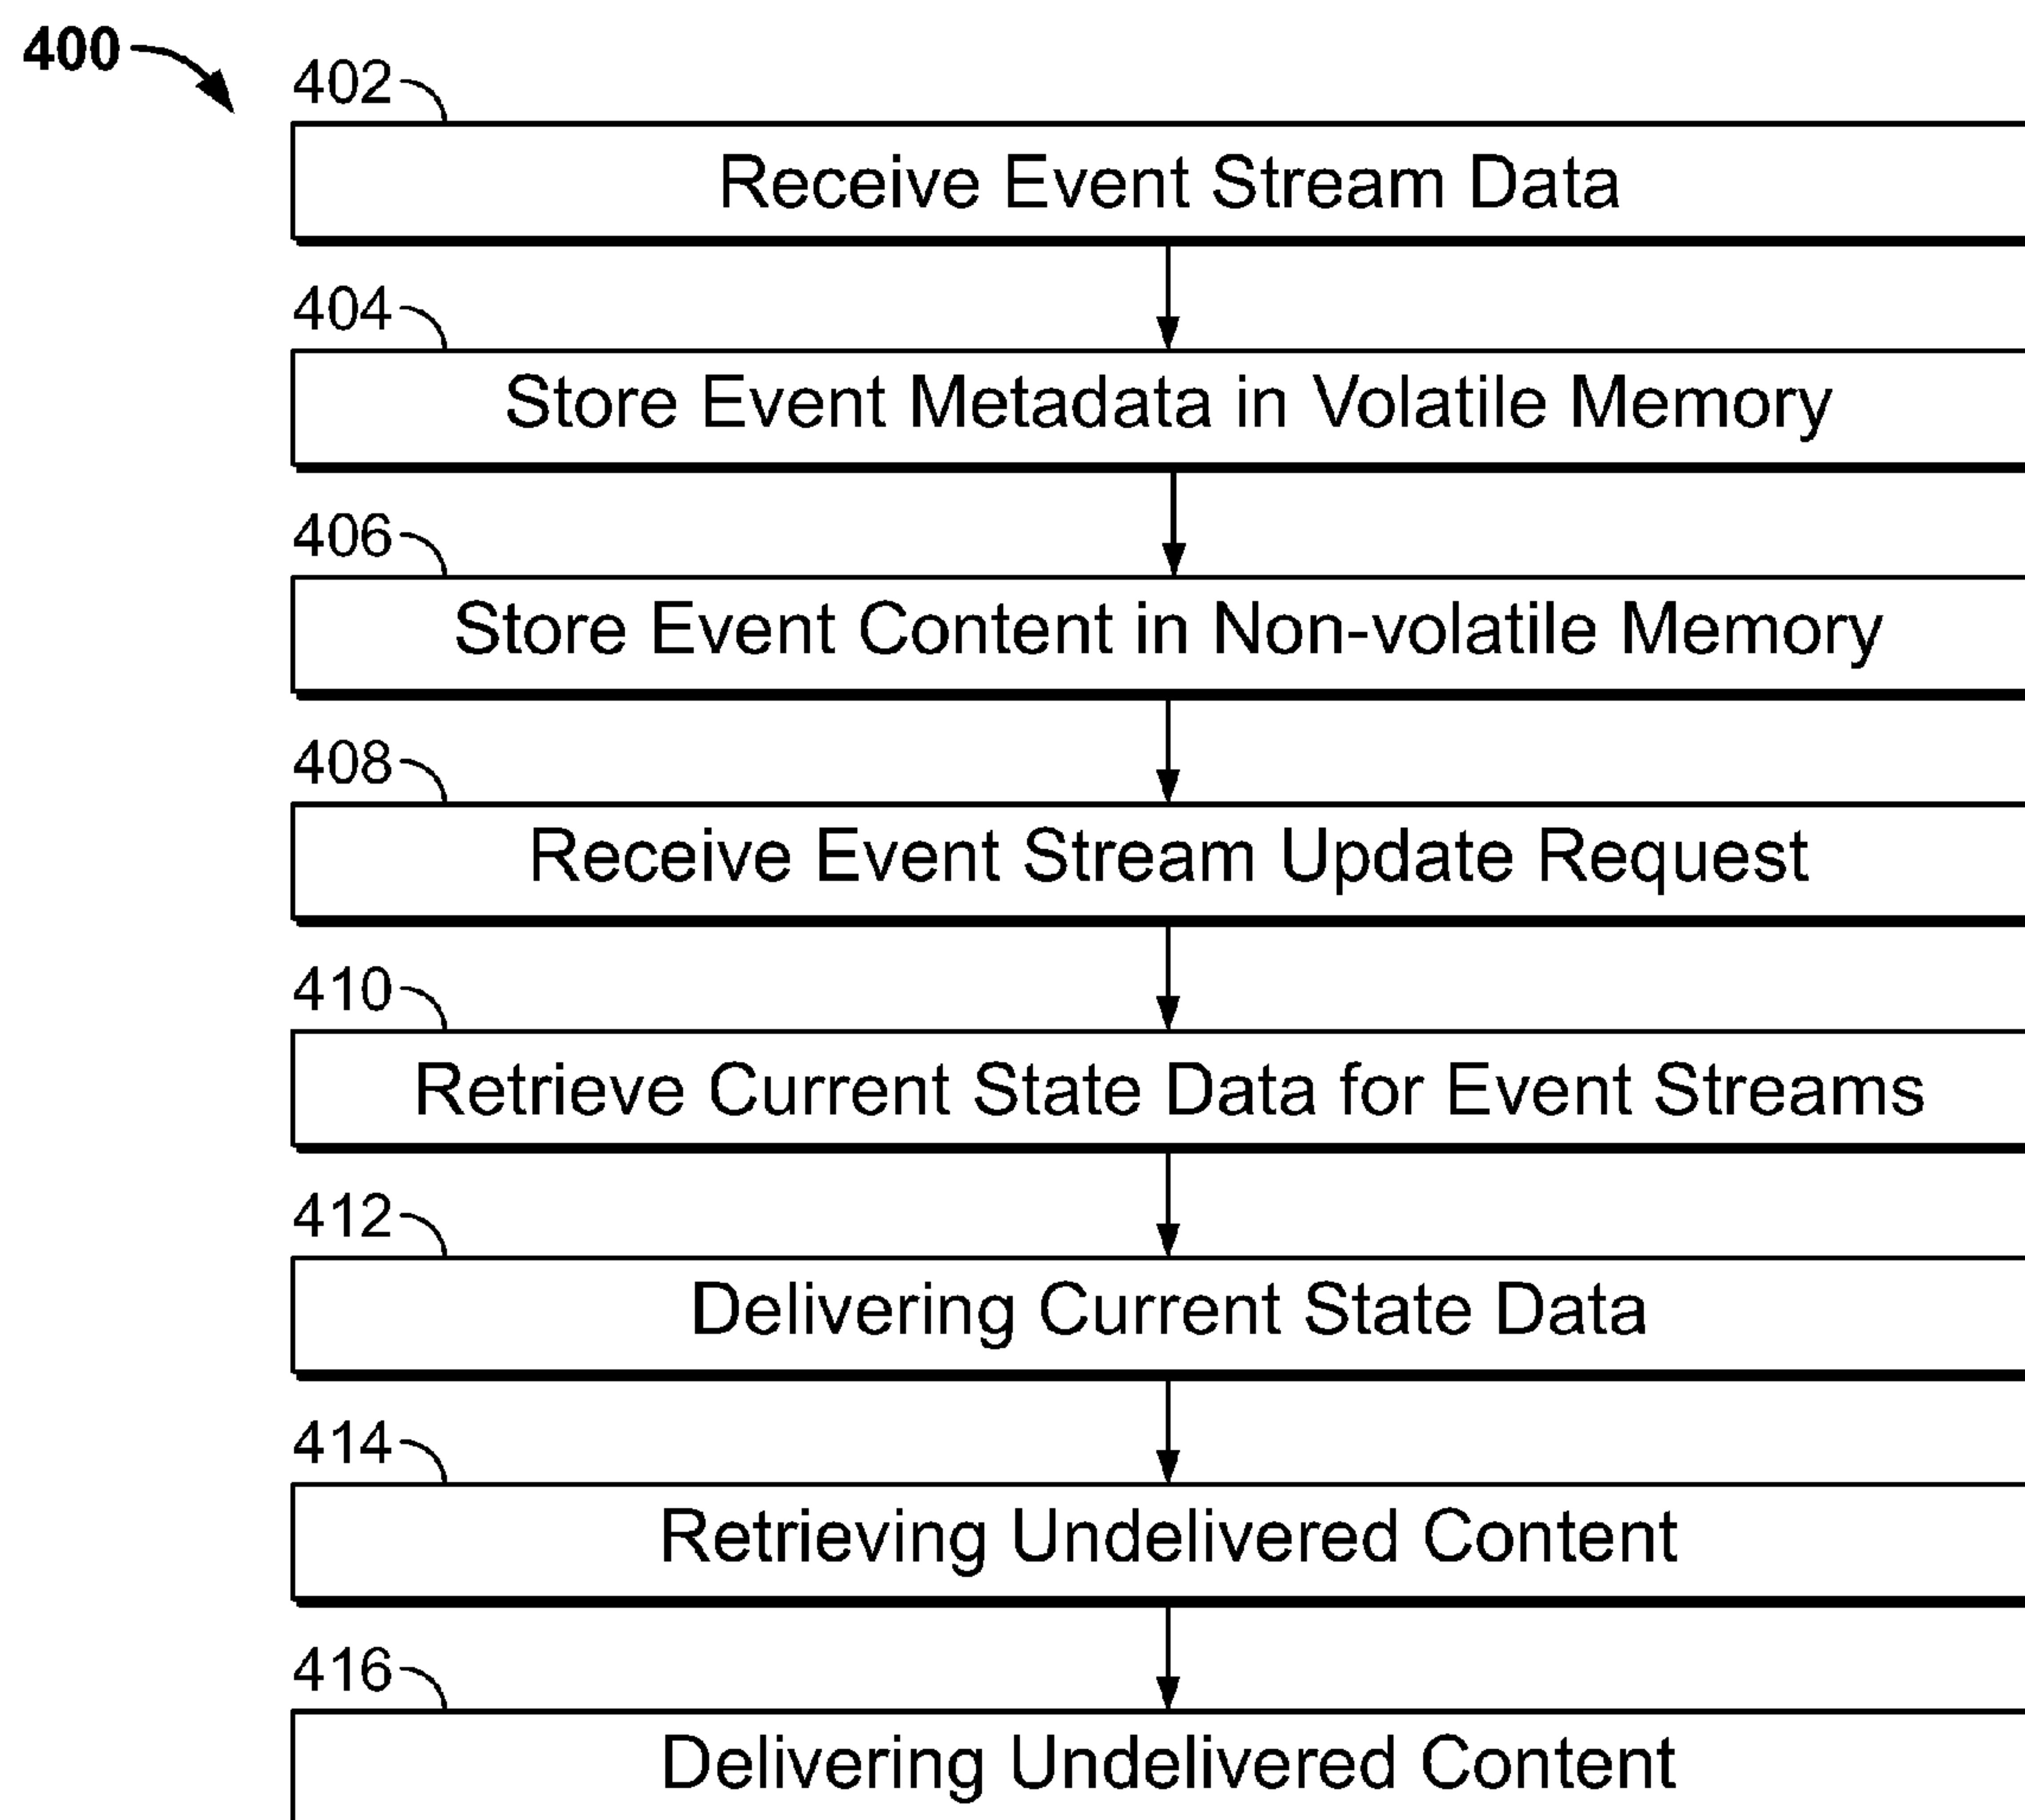 400
402
Receive Event Stream Data
404
Store Event Metadata in Volatile Memory
406
Store Event Content in Non-volatile Memory
408
Receive Event Stream Update Request
410
Retrieve Current State Data for Event Streams
412
Delivering Current State Data
414
Retrieving Undelivered Content
416
Delivering Undelivered Content